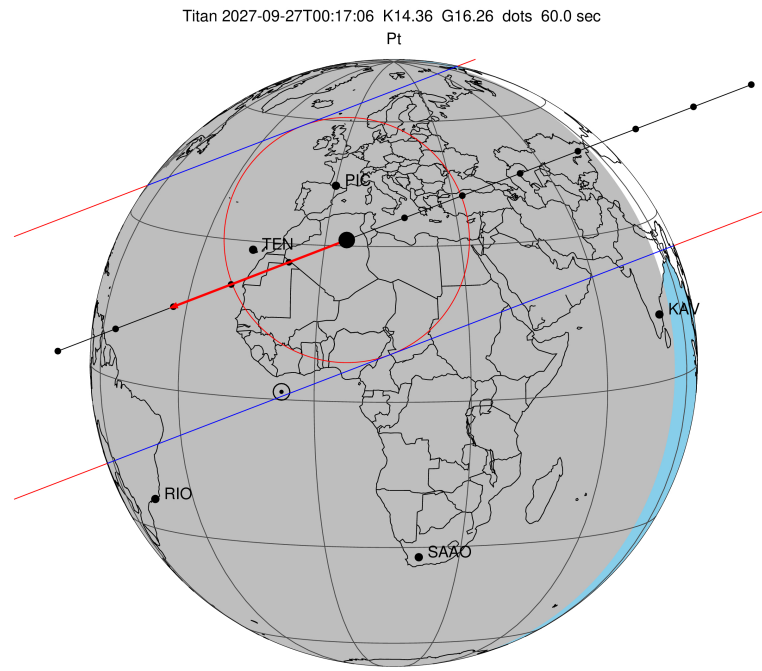 Titan 2027-09-27T00:17:06 K14.36 G16.26 dots 60.0 sec
Pt
PIC
TEN
KAV
RIO
SAAO